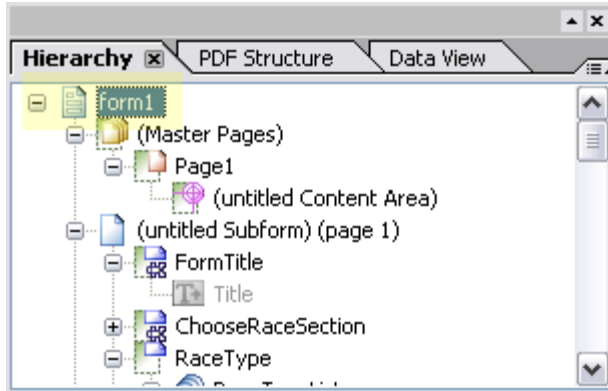 Hierarchy PDF Structure Data View
form1
(Master Pages)
Page1
(untitled Content Area)
(untitled Subform) (page 1)
FormTitle
T+ Title
ChooseRaceSection
RaceType